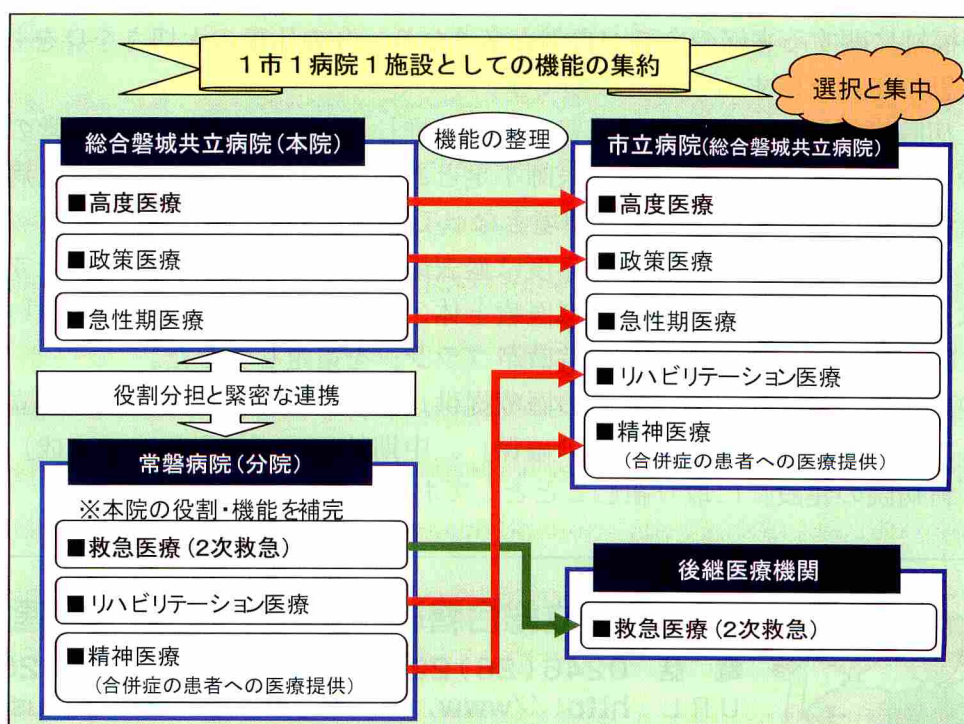 1市1病院1施設としての機能の集約
選択と集中
総合磐城共立病院(本院)
■高度医療
■政策医療
■急性期医療
役割分担と緊密な連携
常磐病院(分院)
※本院の役割・機能を補完
■救急医療(2次救急)
■リハビリテーション医療
■精神医療
(合併症の患者への医療提供)
機能の整理
市立病院(総合磐城共立病院)
■高度医療
■政策医療
■急性期医療
■リハビリテーション医療
■精神医療
(合併症の患者への医療提供)
後継医療機関
■救急医療(2次救急)